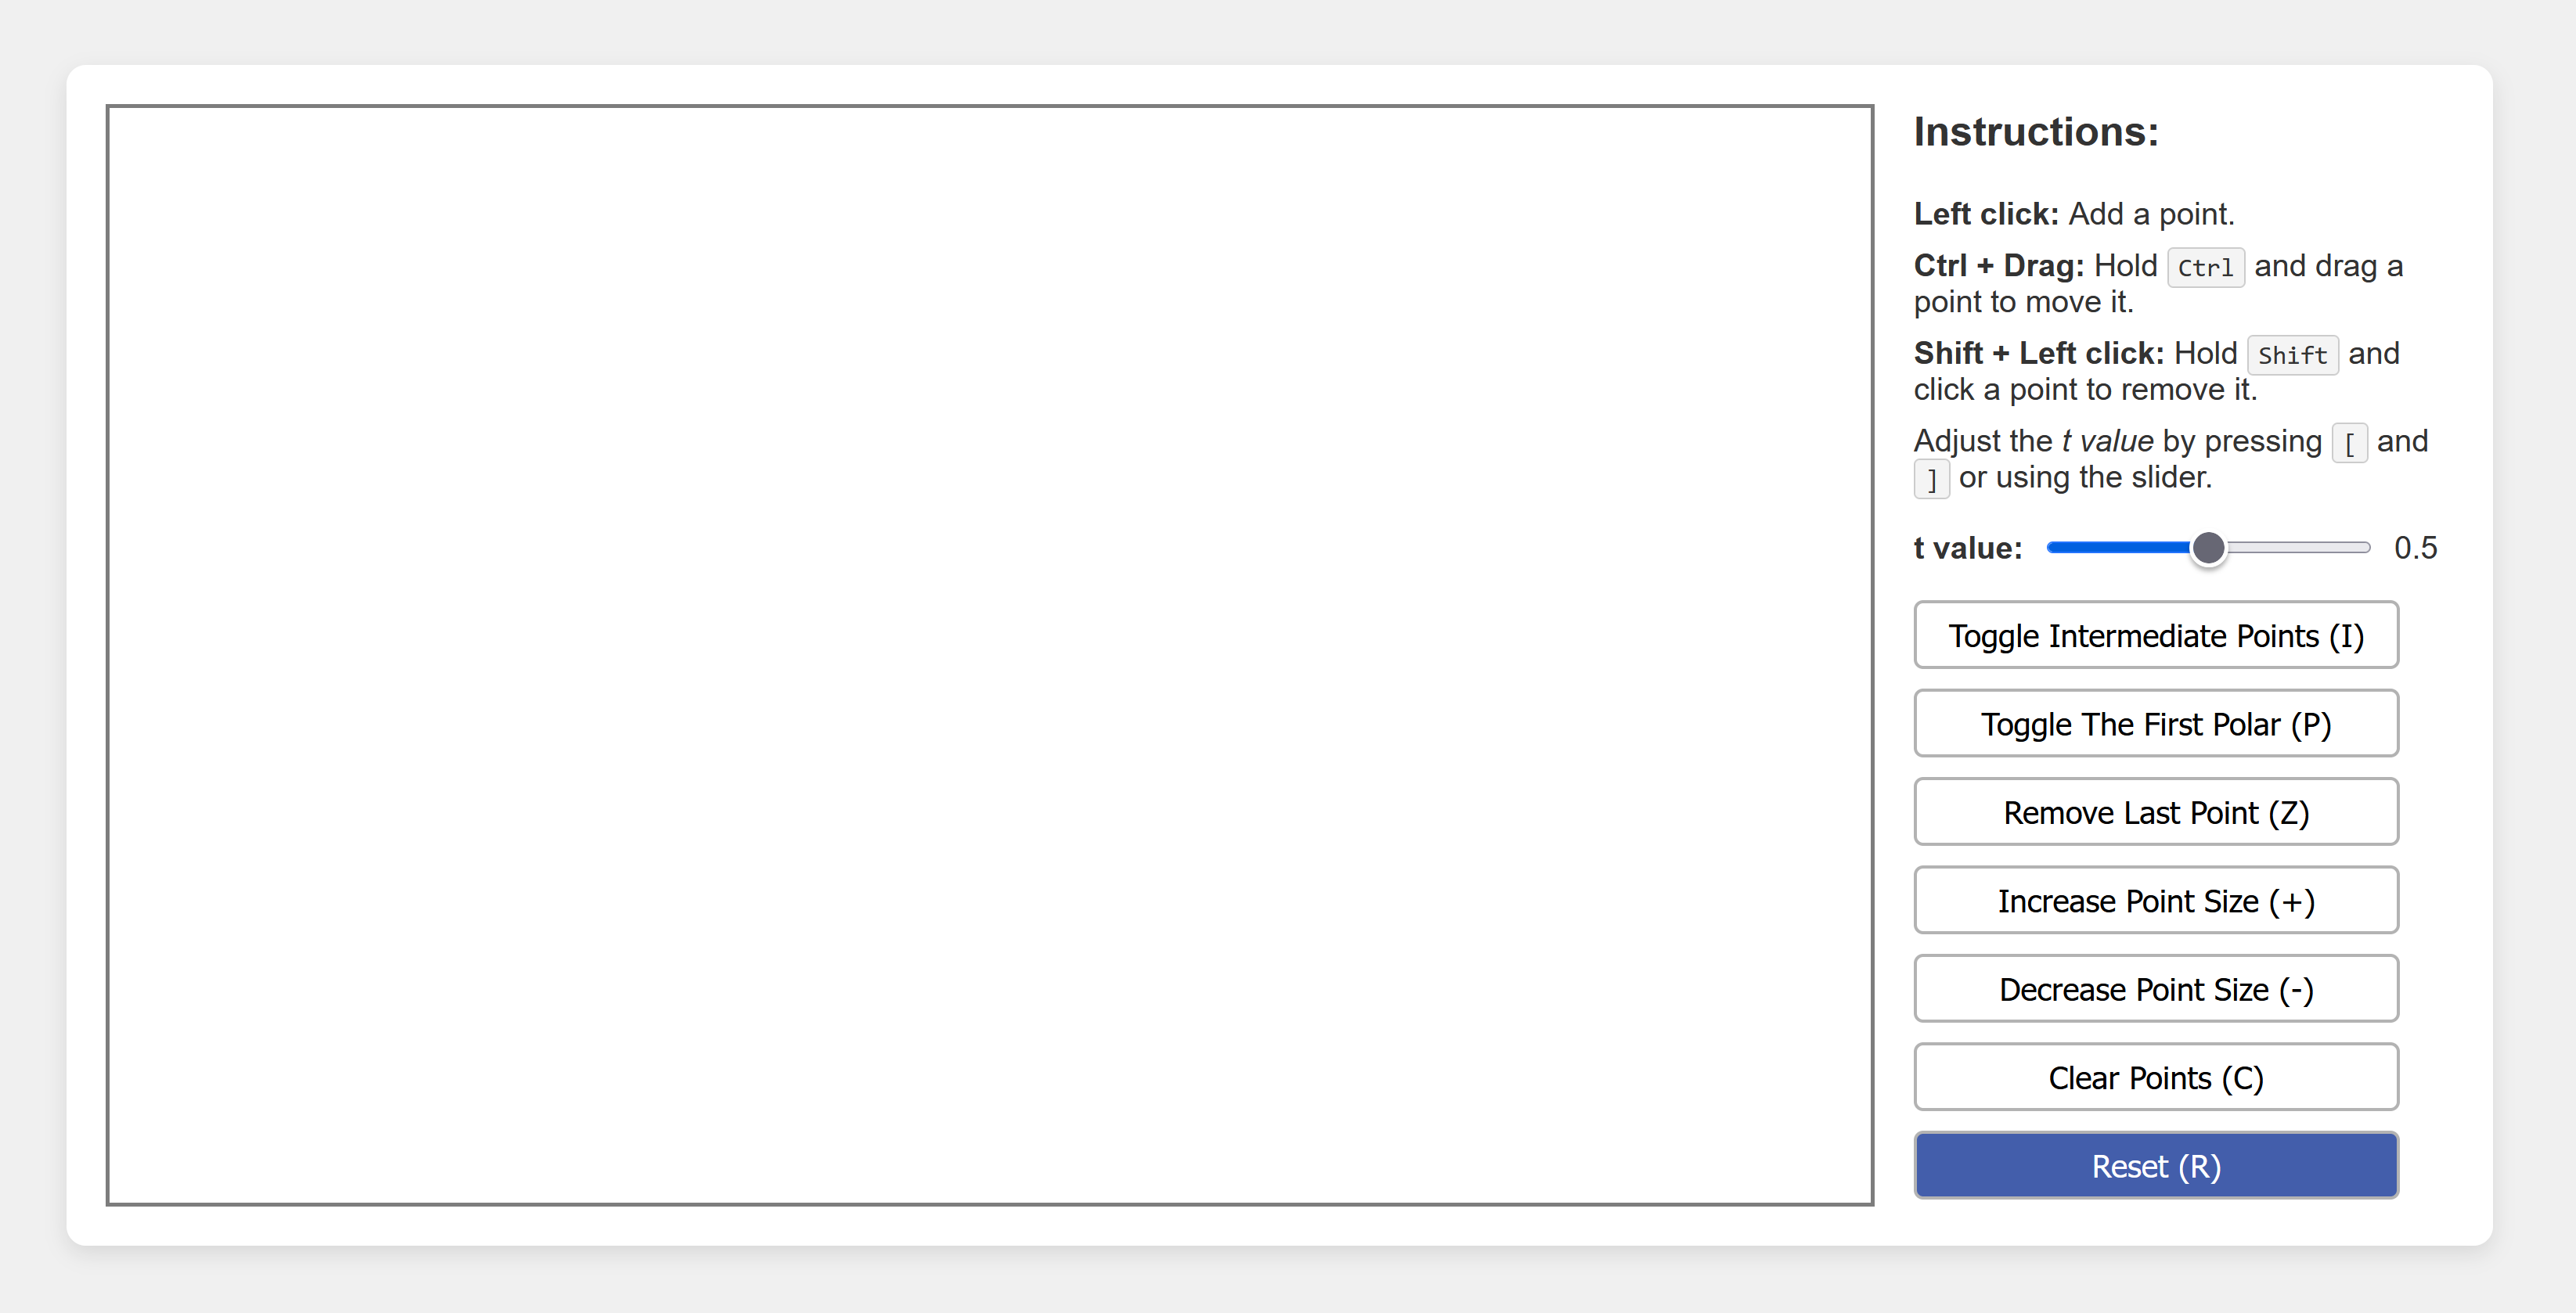 Instructions:
Left click: Add a point.
Ctrl + Drag: Hold Ctrl and drag a
point to move it.
Shift + Left click: Hold Shift and
click a point to remove it.
Adjust the t value by pressing [ and
] or using the slider.
t value: 0.5
Toggle Intermediate Points (I)
Toggle The First Polar (P)
Remove Last Point (Z)
Increase Point Size (+)
Decrease Point Size (-)
Clear Points (C)
Reset (R)